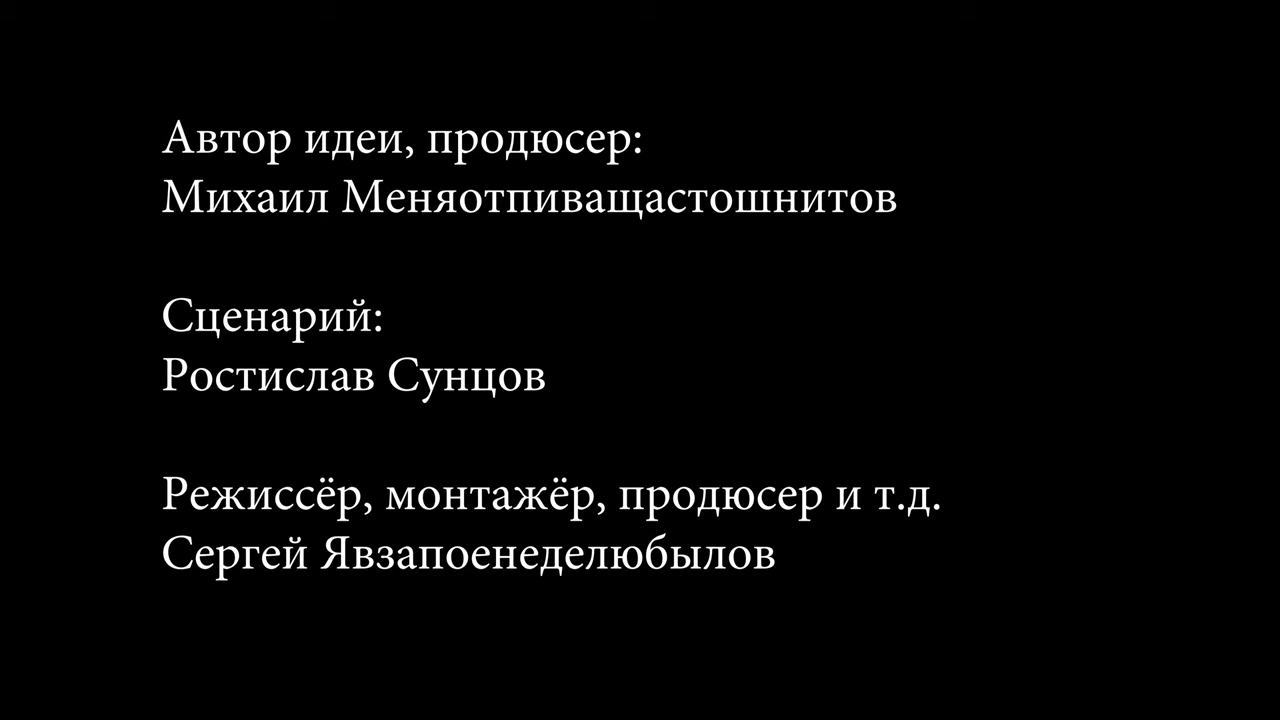 Автор идеи, продюсер:
Михаил Меняотпиващастошнитов
Сценарий:
Ростислав Сунцов
Режиссёр, монтажёр, продюсер и т.д.
Сергей Явзапоенеделюбылов